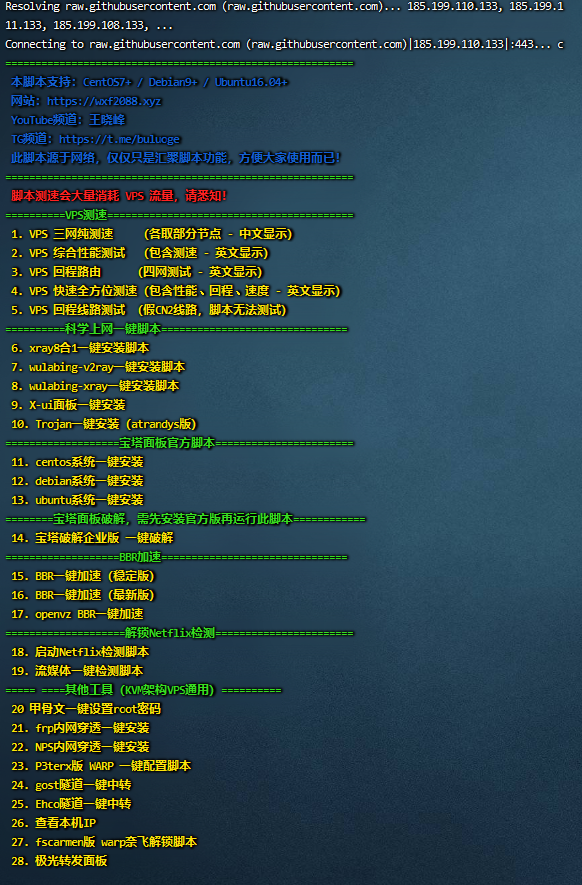 Resolving raw.githubusercontent.com (raw.githubusercontent.com)... 185.199.110.133, 185.199.1
11.133, 185.199.108.133, ...
Connecting to raw.githubusercontent.com (raw.githubusercontent.com)|185.199.110.133|:443... c
==========================================================
本脚本支持：CentOS7+ / Debian9+ / Ubuntu16.04+
网站：https://wxf2088.xyz
YouTube频道：王晓峰
TG频道：https://t.me/buluoge
此脚本源于网络，仅仅只是汇聚脚本功能，方便大家使用而已！
==========================================================
脚本测速会大量消耗 VPS 流量，请悉知！
==========VPS测速=========================================
1. VPS 三网纯测速 (各取部分节点 - 中文显示)
2. VPS 综合性能测试 (包含测速 - 英文显示)
3. VPS 回程路由 (四网测试 - 英文显示)
4. VPS 快速全方位测速 (包含性能、回程、速度 - 英文显示)
5. VPS 回程线路测试 (假CN2线路，脚本无法测试)
==========科学上网一键脚本===============================
6. xray8合1一键安装脚本
7. wulabing-v2ray一键安装脚本
8. wulabing-xray一键安装脚本
9. X-ui面板一键安装
10. Trojan一键安装 (atrandys版)
===================宝塔面板官方脚本=======================
11. centos系统一键安装
12. debian系统一键安装
13. ubuntu系统一键安装
========宝塔面板破解，需先安装官方版再运行此脚本============
14. 宝塔破解企业版 一键破解
===================BBR加速===============================
15. BBR一键加速 (稳定版)
16. BBR一键加速 (最新版)
17. openvz BBR一键加速
====================解锁Netflix检测=======================
18. 启动Netflix检测脚本
19. 流媒体一键检测脚本
===== ====其他工具 (KVM架构VPS通用) ==========
20 甲骨文一键设置root密码
21. frp内网穿透一键安装
22. NPS内网穿透一键安装
23. P3terx版 WARP 一键配置脚本
24. gost隧道一键中转
25. Ehco隧道一键中转
26. 查看本机IP
27. fscarmen版 warp奈飞解锁脚本
28. 极光转发面板